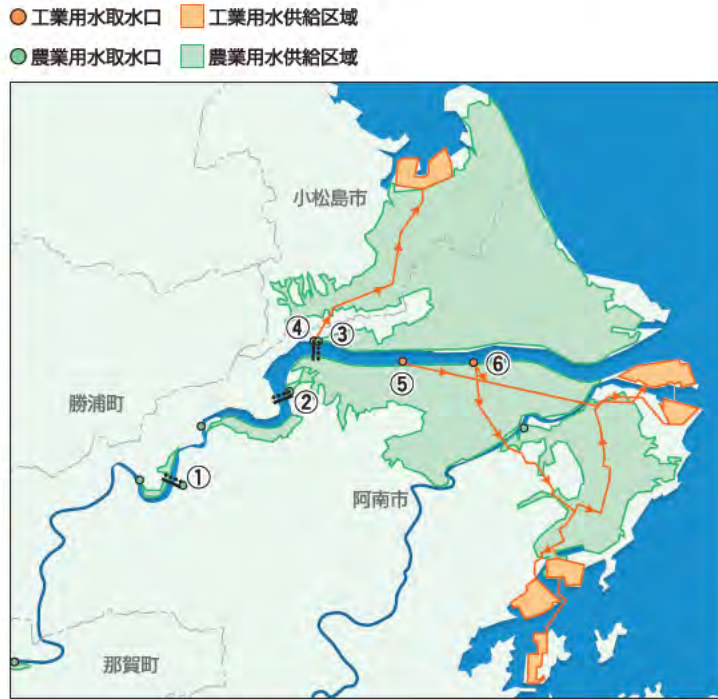 工業用水取水口 工業用水供給区域
農業用水取水口 農業用水供給区域
小松島市
④ ③
⑤ ⑥
②
勝浦町
①
阿南市
那賀町